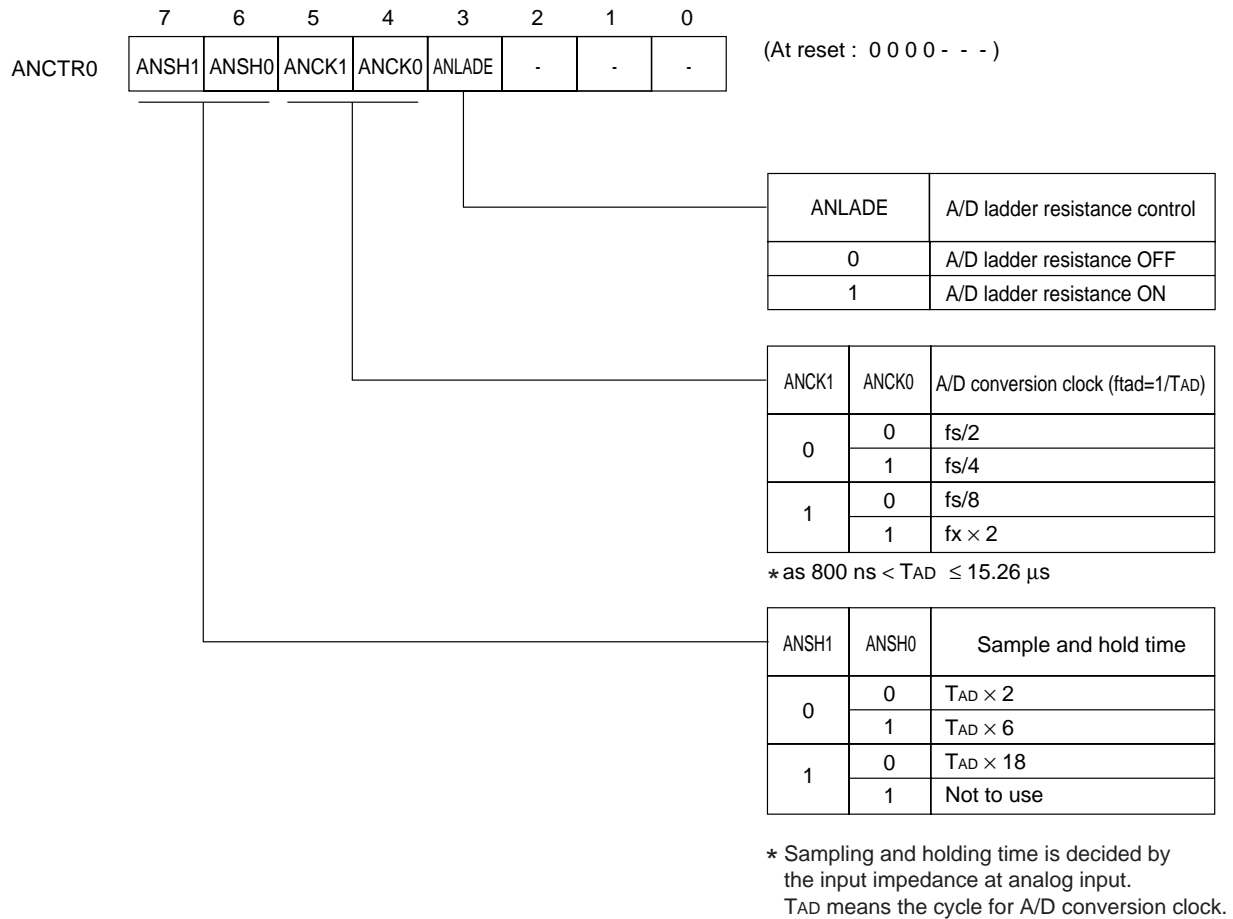 7 6 5 4 3 2 1 0
ANCTR0 ANSH1 ANSH0 ANCK1 ANCK0 ANLADE - - - (At reset : 0 0 0 0 - - - )
ANLADE A/D ladder resistance control
0 A/D ladder resistance OFF
1 A/D ladder resistance ON
ANCK1 ANCK0 A/D conversion clock (ftad=1/TAD)
0 0 fs/2
1 fs/4
1 0 fs/8
1 fx × 2
* as 800 ns < TAD ≤ 15.26 μs
ANSH1 ANSH0 Sample and hold time
0 0 TAD × 2
1 TAD × 6
1 0 TAD × 18
1 Not to use
* Sampling and holding time is decided by
the input impedance at analog input.
TAD means the cycle for A/D conversion clock.